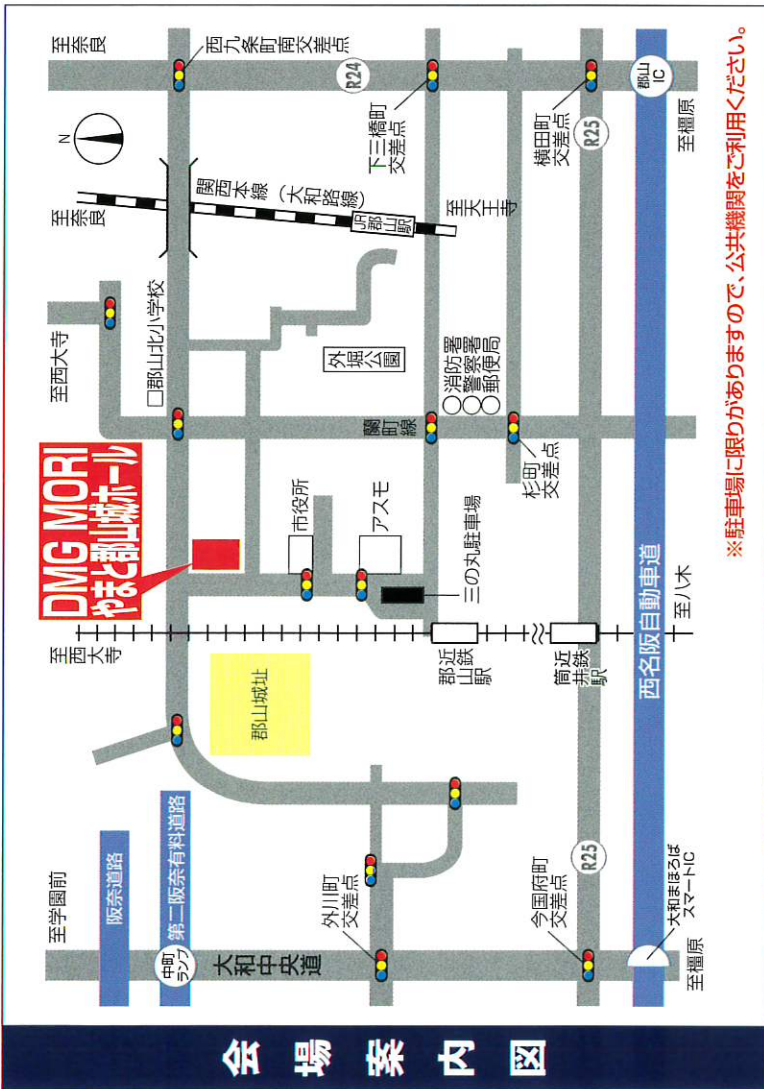 会場案内図
至学園前
阪奈道路
第二阪奈有料道路
中町
ランプ
大和中央道
外川町
交差点
今国府町
交差点
R25
大和まほろば
スマートIC
至橿原
至西大寺
郡山城址
DMG MORI
やまと郡山城ホール
市役所
アスモ
三の丸駐車場
近鉄
郡山駅
近鉄
筒井駅
至八木
西名阪自動車道
至西大寺
□郡山北小学校
藺町線
外堀公園
○消防署
○警察署
○郵便局
杉町
交差点
至奈良
関西本線(大和路線)
JR郡山駅
至天王寺
N
至奈良
西九条町南交差点
R24
下三橋町
交差点
横田町
交差点
R25
郡山
IC
至橿原
※駐車場に限りがありますので、公共機関をご利用ください。